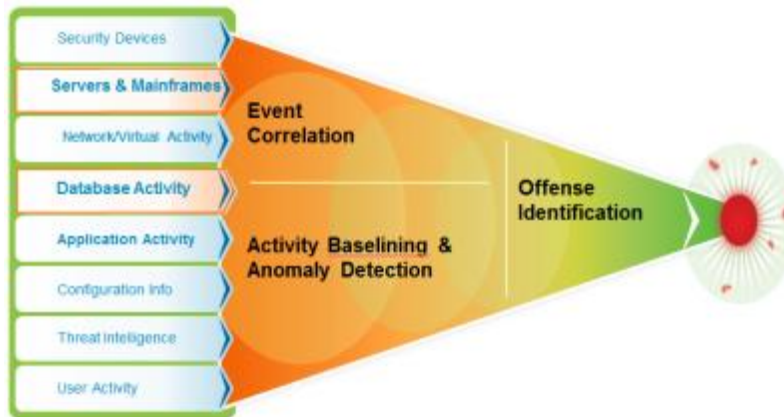 Security Devices
Servers & Mainframes
Network/Virtual Activity
Database Activity
Application Activity
Configuration Info
Threat Intelligence
User Activity
Event
Correlation
Activity Baselining &
Anomaly Detection
Offense
Identification